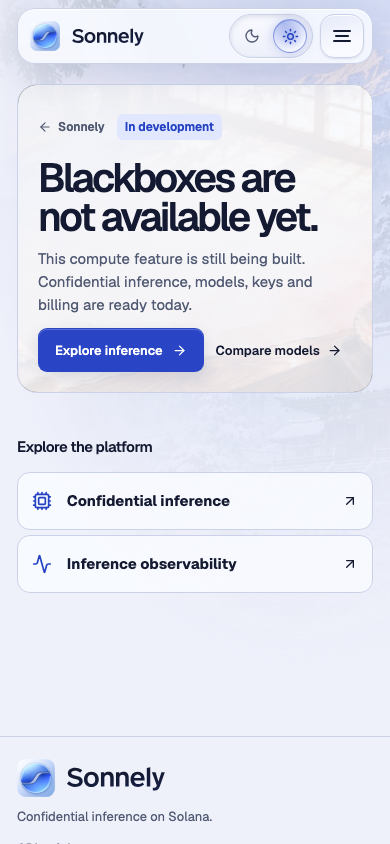 Sonnely
Sonnely
In development
Blackboxes are
not available yet.
This compute feature is still being built.
Confidential inference, models, keys and
billing are ready today.
Explore inference
Compare models
Explore the platform
Confidential inference
Inference observability
Sonnely
Confidential inference on Solana.